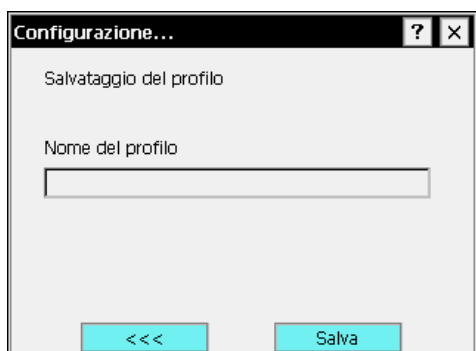 Configurazione... ? ×
Salvataggio del profilo
Nome del profilo
<<< Salva